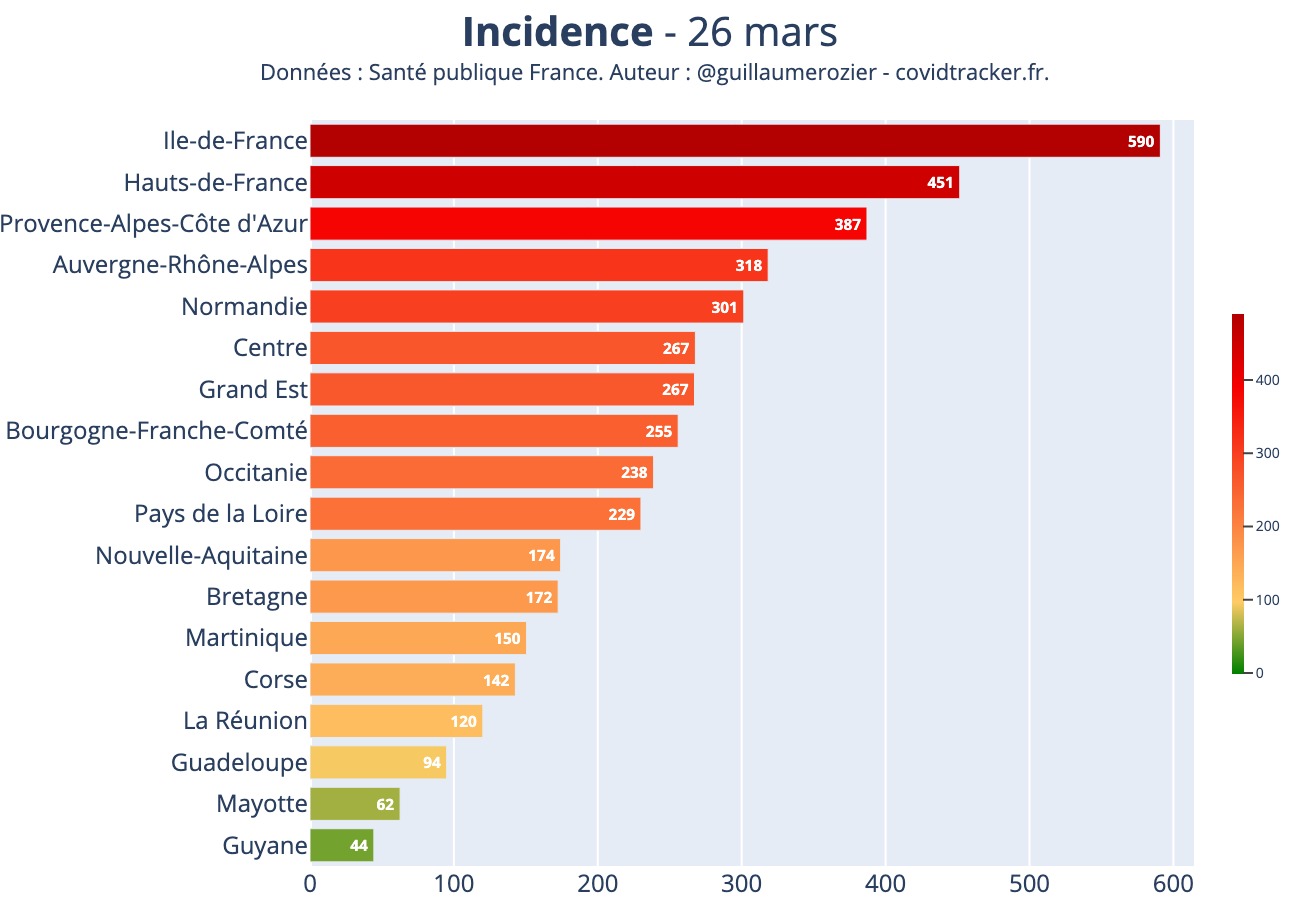 Incidence - 26 mars
Données : Santé publique France. Auteur : @guillaumerozier - covidtracker.fr.
Ile-de-France 590
Hauts-de-France 451
Provence-Alpes-Côte d'Azur 387
Auvergne-Rhône-Alpes 318
Normandie 301
Centre 267
Grand Est 267
Bourgogne-Franche-Comté 255
Occitanie 238
Pays de la Loire 229
Nouvelle-Aquitaine 174
Bretagne 172
Martinique 150
Corse 142
La Réunion 120
Guadeloupe 94
Mayotte 62
Guyane 44
0 100 200 300 400 500 600
400
300
200
100
0